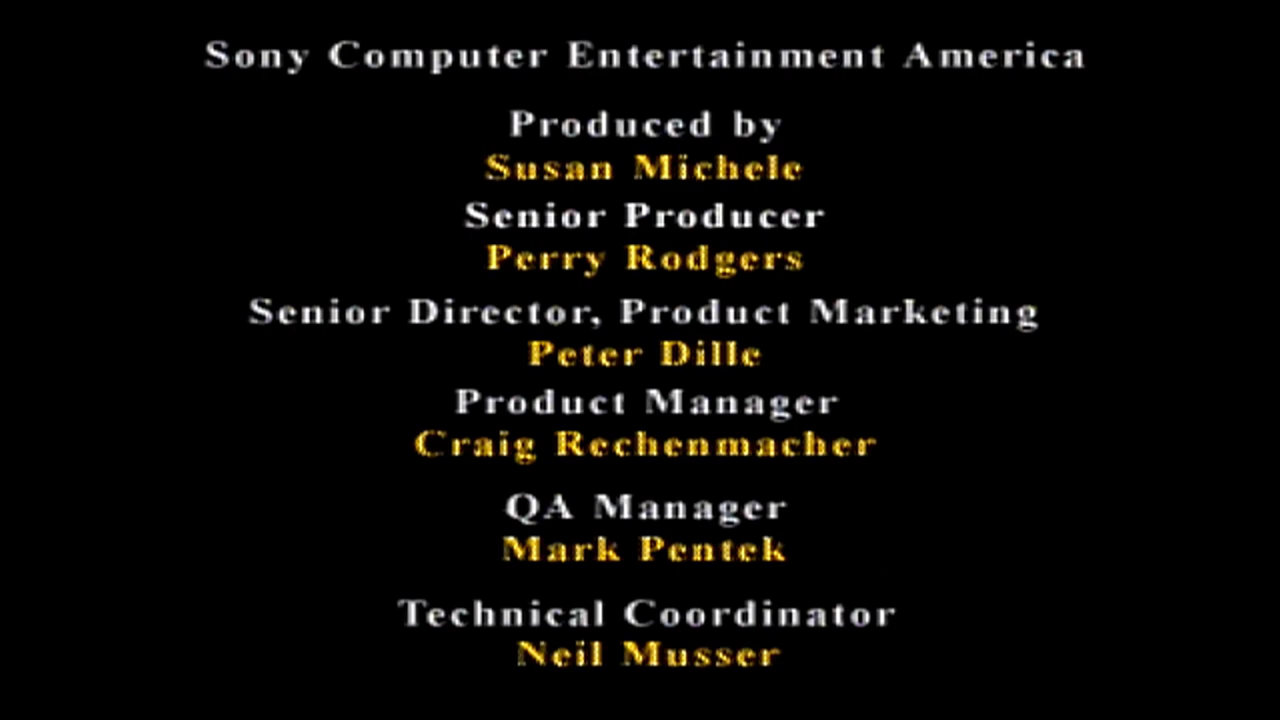 Sony Computer Entertainment America
Produced by
Susan Michele
Senior Producer
Perry Rodgers
Senior Director, Product Marketing
Peter Dille
Product Manager
Craig Rechenmacher
QA Manager
Mark Pentek
Technical Coordinator
Neil Musser